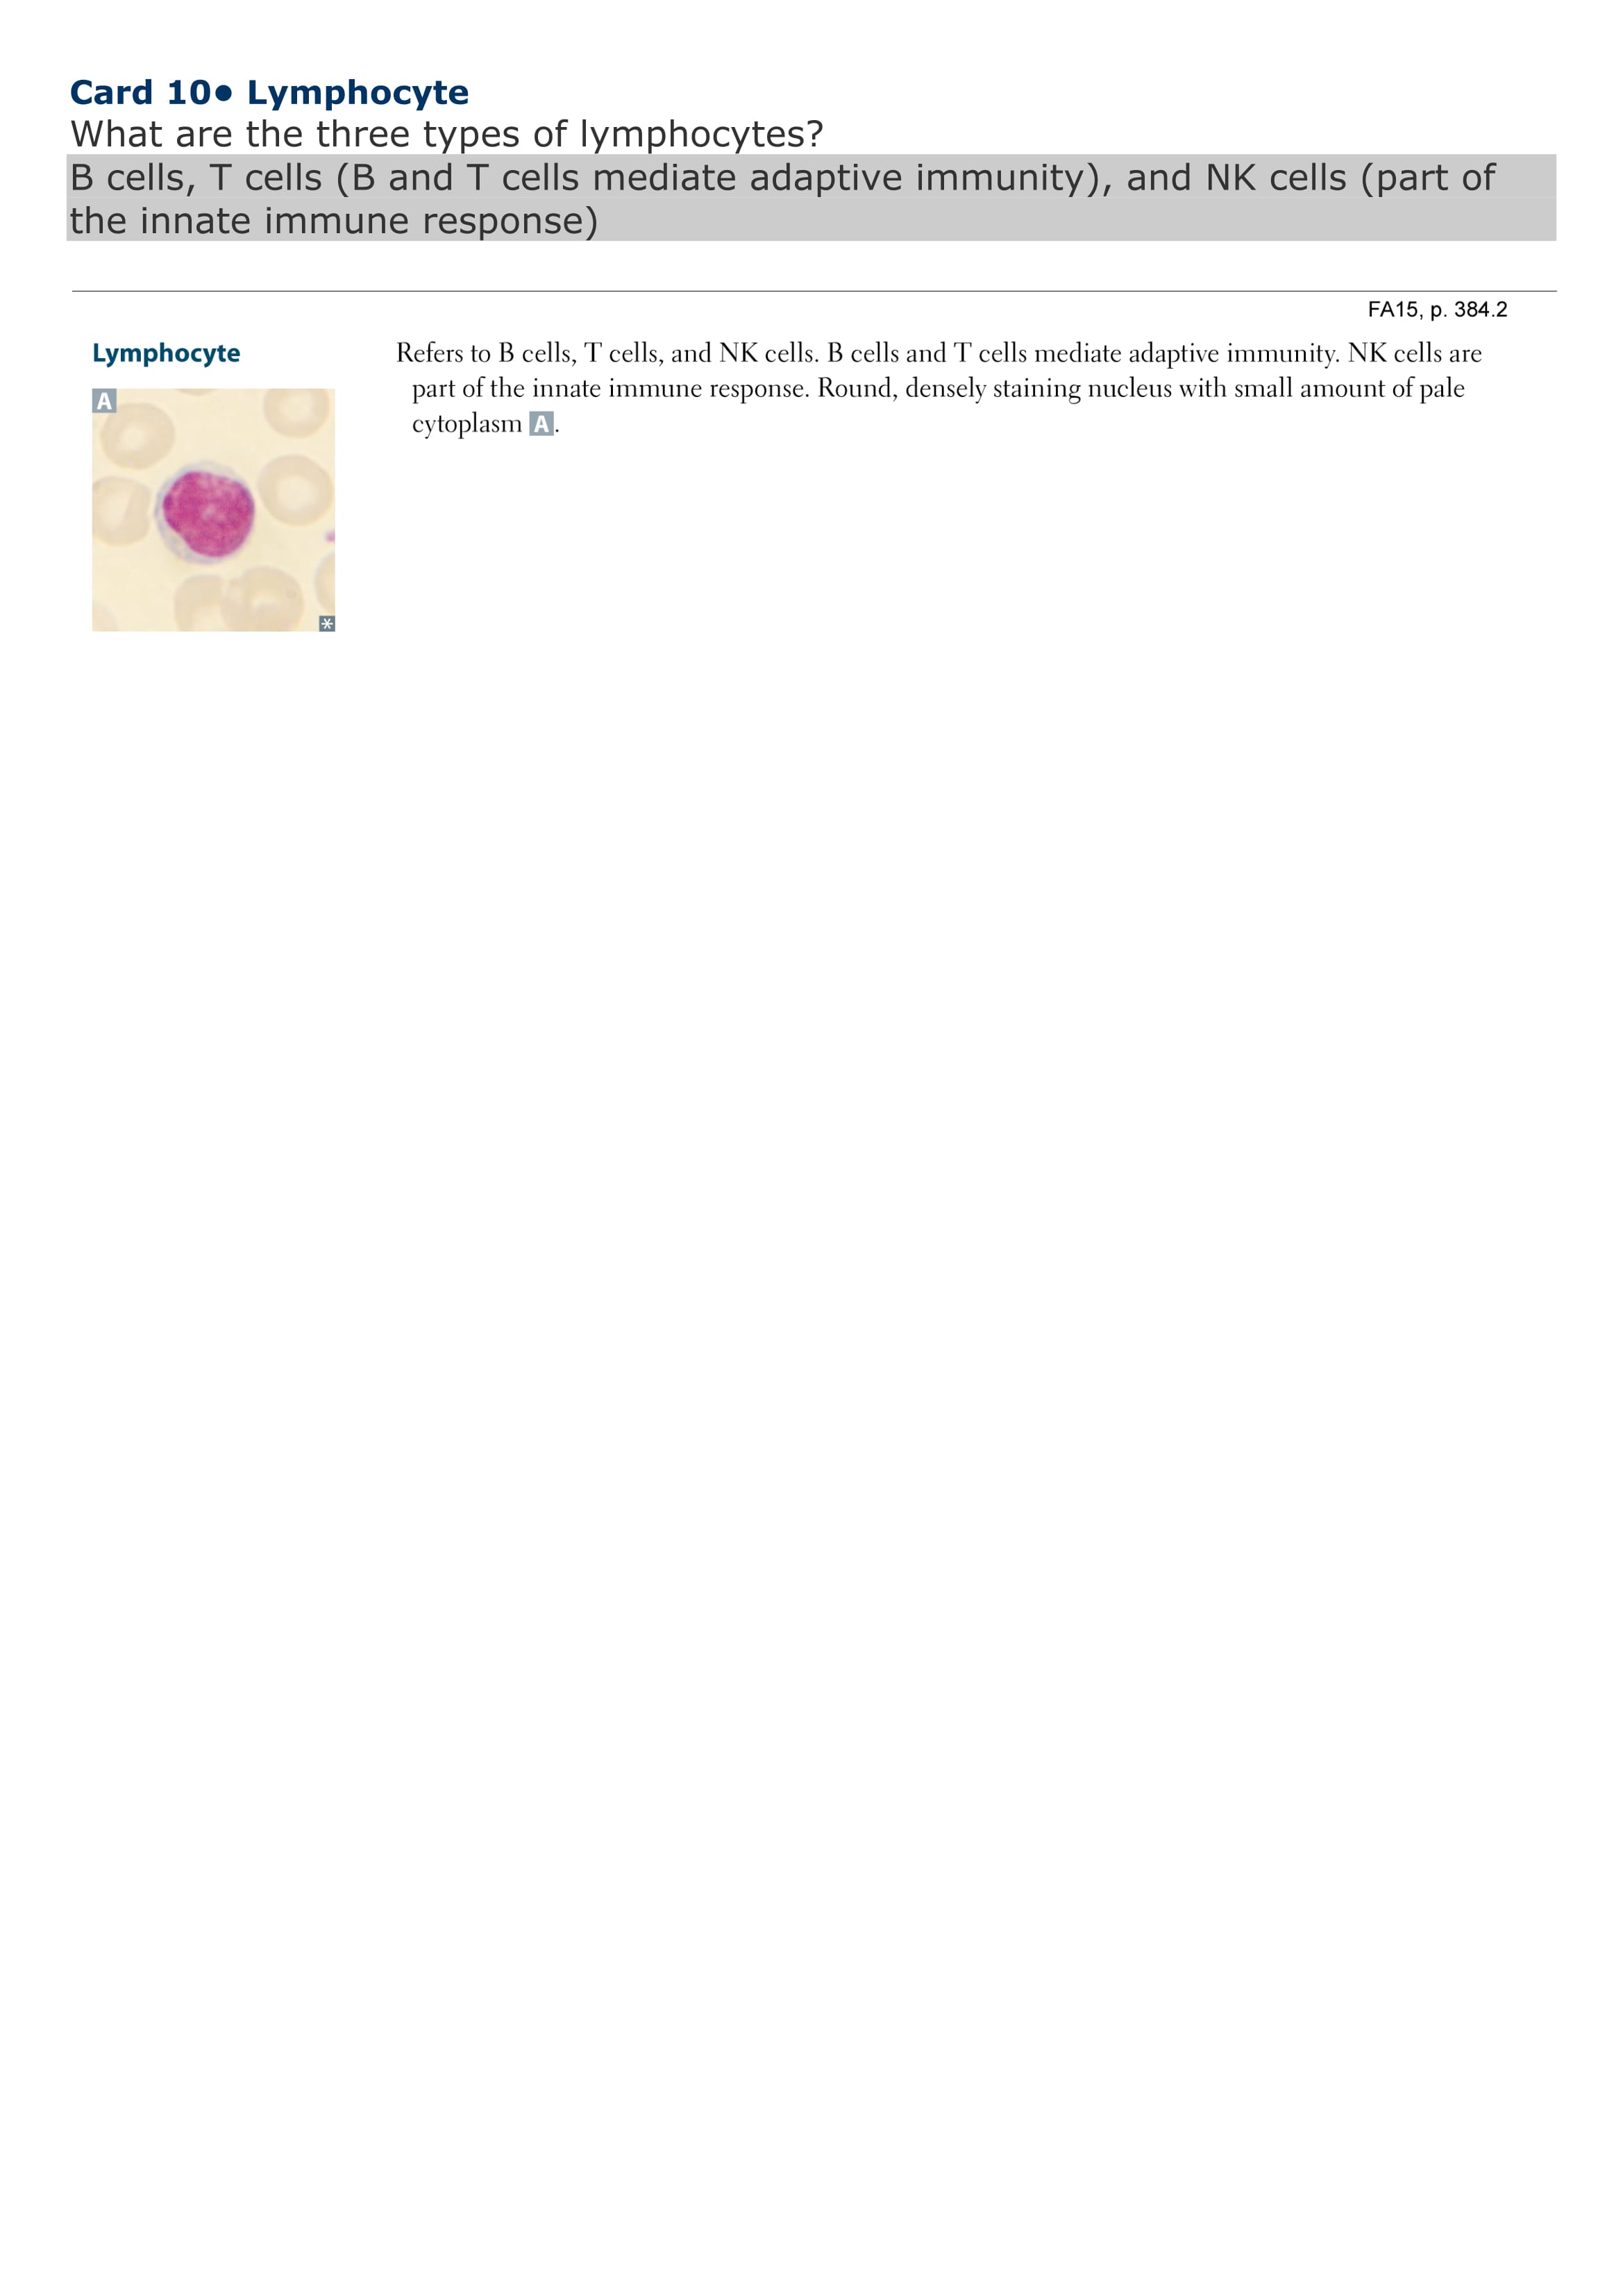 Card 10● Lymphocyte
What are the three types of lymphocytes?
B cells, T cells (B and T cells mediate adaptive immunity), and NK cells (part of
the innate immune response)
FA15, p. 384.2
Lymphocyte
Refers to B cells, T cells, and NK cells. B cells and T cells mediate adaptive immunity. NK cells are
part of the innate immune response. Round, densely staining nucleus with small amount of pale
cytoplasm A.
A
*